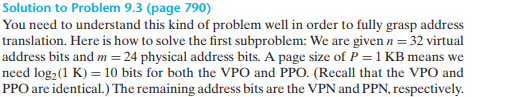 Solution to Problem 9.3 (page 790)
You need to understand this kind of problem well in order to fully grasp address
translation. Here is how to solve the first subproblem: We are given n = 32 virtual
address bits and m = 24 physical address bits. A page size of P = 1 KB means we
need log₂(1 K) = 10 bits for both the VPO and PPO. (Recall that the VPO and
PPO are identical.) The remaining address bits are the VPN and PPN, respectively.